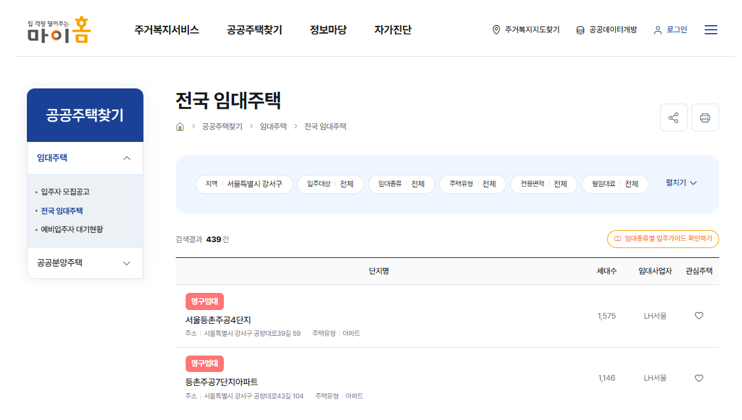 집 걱정 덜어주는
마이홈
주거복지서비스 공공주택찾기 정보마당 자가진단
주거복지지도찾기 공공데이터개방 로그인
공공주택찾기
임대주택
입주자 모집공고
전국 임대주택
예비입주자 대기현황
공공분양주택
전국 임대주택
공공주택찾기 > 임대주택 > 전국 임대주택
지역 서울특별시 강서구 입주대상 전체 임대종류 전체 주택유형 전체 전용면적 전체 월임대료 전체 펼치기
검색결과 439 건
임대종류별 입주가이드 확인하기
단지명 세대수 임대사업자 관심주택
영구임대
서울등촌주공4단지
주소 서울특별시 강서구 공항대로39길 59 주택유형 아파트
1,575 LH서울
영구임대
등촌주공7단지아파트
주소 서울특별시 강서구 공항대로43길 104 주택유형 아파트
1,146 LH서울